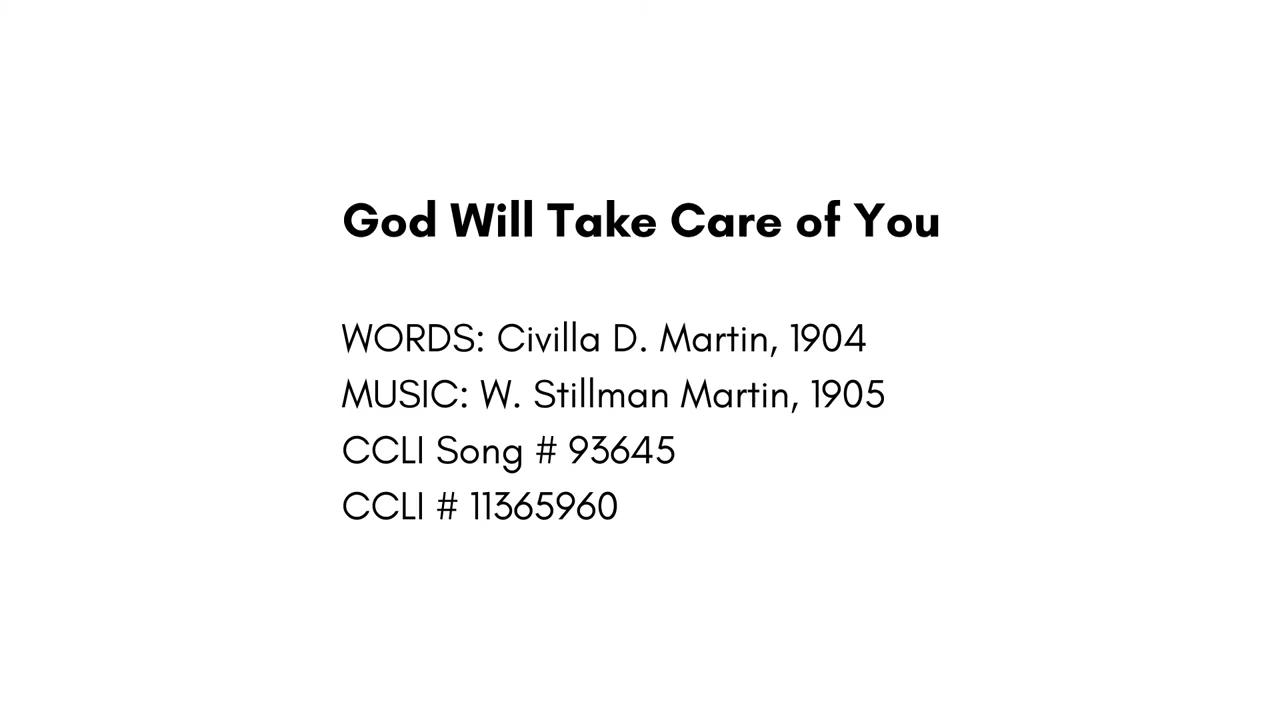 God Will Take Care of You
WORDS: Civilla D. Martin, 1904
MUSIC: W. Stillman Martin, 1905
CCLI Song # 93645
CCLI # 11365960